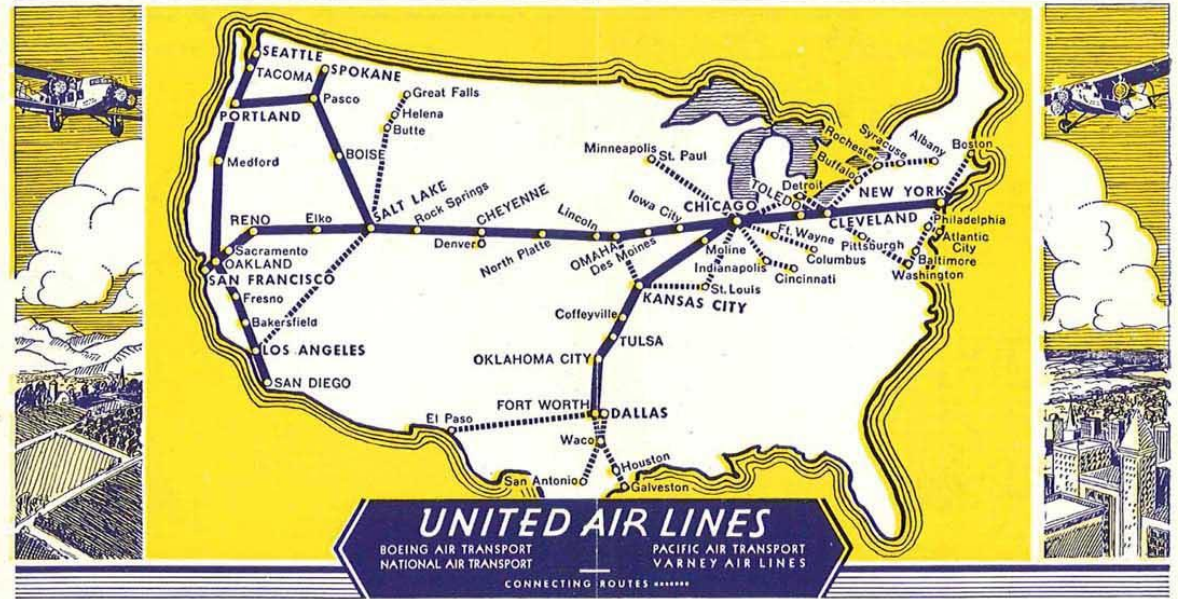 SEATTLE
TACOMA
SPOKANE
Great Falls
Helena
Butte
PORTLAND
Pasco
Medford
BOISE
SALT LAKE
Rock Springs
CHEYENNE
Denver
North Platte
Lincoln
OMAHA
Des Moines
Iowa City
Minneapolis
St. Paul
CHICAGO
TOLEDO
Detroit
Buffalo
Rochester
Syracuse
Albany
Boston
NEW YORK
CLEVELAND
Philadelphia
Atlantic
City
Pittsburgh
Baltimore
Washington
Ft. Wayne
Columbus
Moline
Indianapolis
Cincinnati
St. Louis
KANSAS CITY
RENO
Elko
Sacramento
OAKLAND
SAN FRANCISCO
Fresno
Bakersfield
LOS ANGELES
SAN DIEGO
Coffeyville
TULSA
OKLAHOMA CITY
FORT WORTH
DALLAS
El Paso
Waco
Houston
San Antonio
Galveston
UNITED AIR LINES
BOEING AIR TRANSPORT
PACIFIC AIR TRANSPORT
NATIONAL AIR TRANSPORT
VARNEY AIR LINES
CONNECTING ROUTES